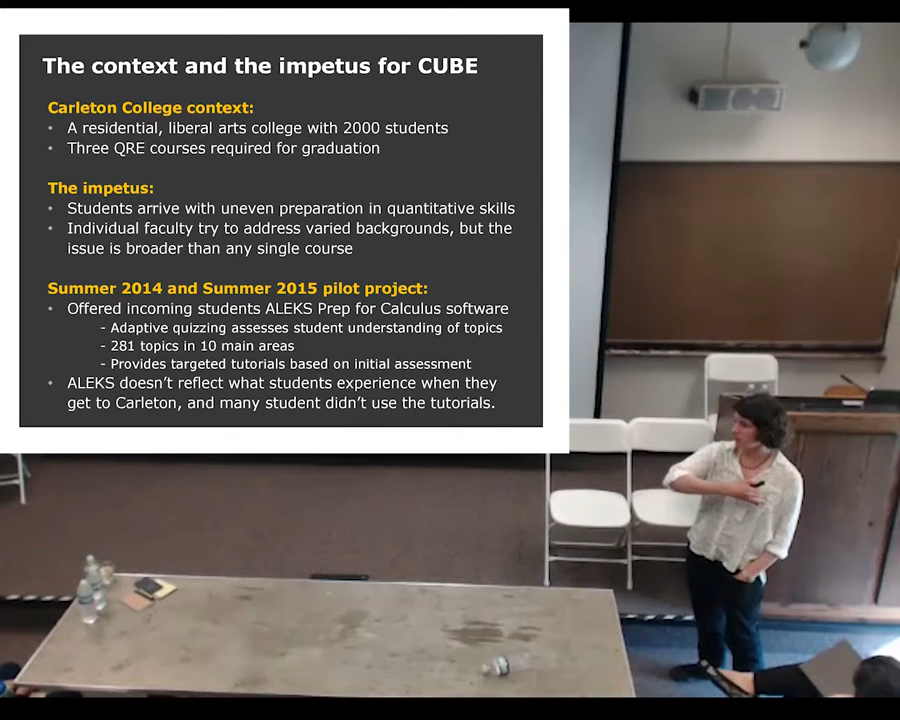 The context and the impetus for CUBE
Carleton College context:
• A residential, liberal arts college with 2000 students
• Three QRE courses required for graduation
The impetus:
• Students arrive with uneven preparation in quantitative skills
• Individual faculty try to address varied backgrounds, but the
issue is broader than any single course
Summer 2014 and Summer 2015 pilot project:
• Offered incoming students ALEKS Prep for Calculus software
- Adaptive quizzing assesses student understanding of topics
- 281 topics in 10 main areas
- Provides targeted tutorials based on initial assessment
• ALEKS doesn't reflect what students experience when they
get to Carleton, and many student didn't use the tutorials.